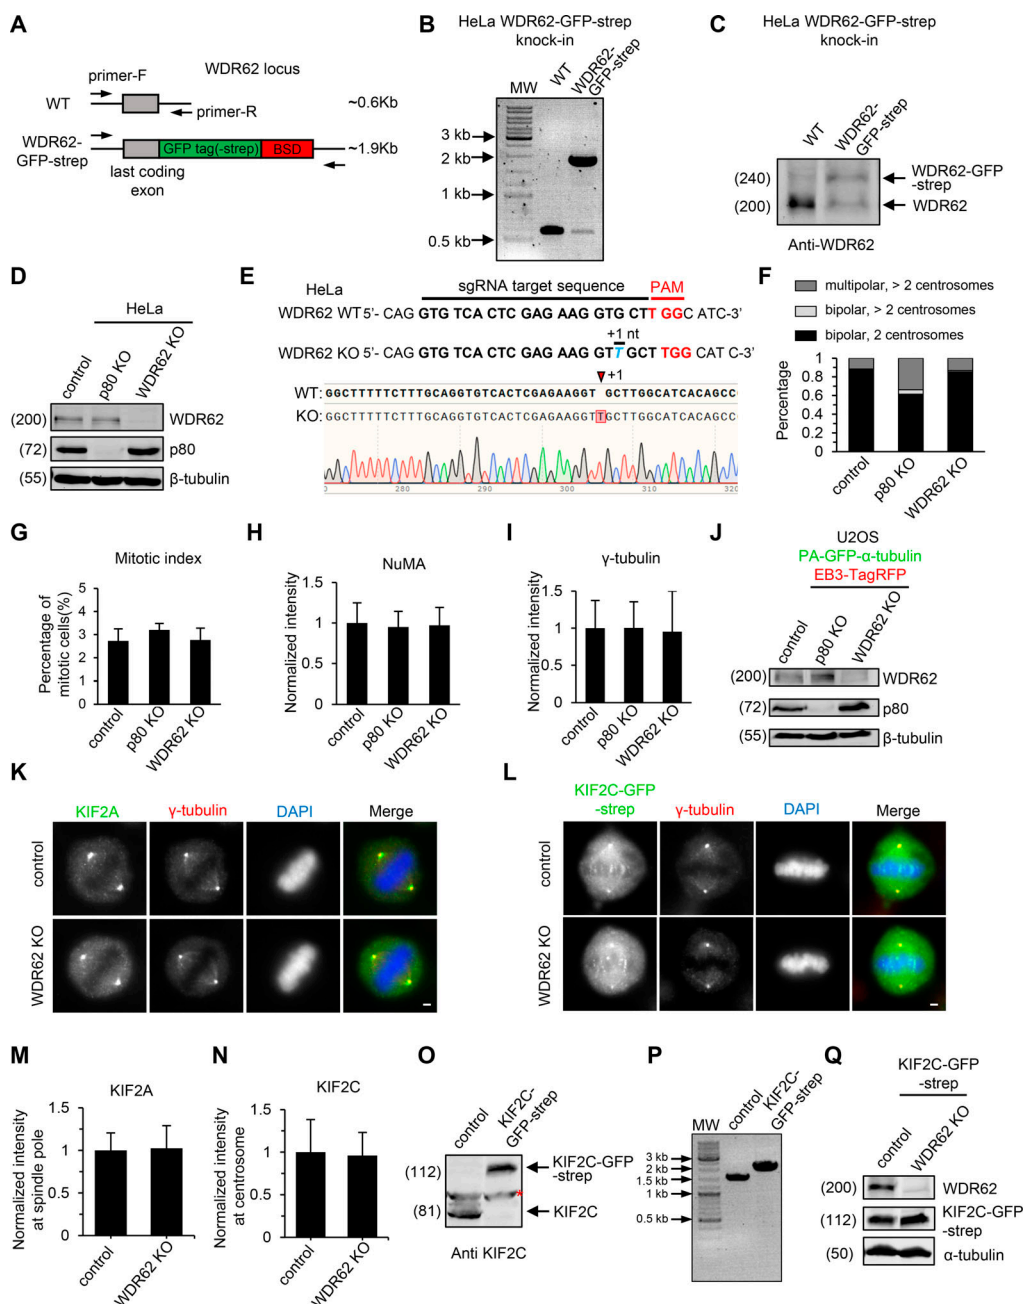 A
WDR62 locus
primer-F
WT
primer-R
~0.6Kb
WDR62-
GFP-strep
GFP tag(-strep)
BSD
~1.9Kb
last coding
exon
B
HeLa WDR62-GFP-strep
knock-in
MW
WT
WDR62-
GFP-strep
3 kb
2 kb
1 kb
0.5 kb
C
HeLa WDR62-GFP-strep
knock-in
WT
WDR62-
GFP-strep
(240)
(200)
WDR62-GFP
-strep
WDR62
Anti-WDR62
D
HeLa
control
p80 KO
WDR62 KO
(200)
WDR62
(72)
p80
(55)
β-tubulin
E
HeLa
sgRNA target sequence
PAM
WDR62 WT 5'- CAG GTG TCA CTC GAG AAG GTG CTT TGG C ATC-3'
+1 nt
WDR62 KO 5'- CAG GTG TCA CTC GAG AAG GT T GCT TGG CAT C-3'
+1
WT: GGCTTTTTCTTTGCAGGTGTCACTCGAGAAGGT GCTTGGCATCACAGCC
KO: GGCTTTTTCTTTGCAGGTGTCACTCGAGAAGGTTGCTTGGCATCACAGCC
280
290
300
310
320
F
multipolar, > 2 centrosomes
bipolar, > 2 centrosomes
bipolar, 2 centrosomes
Percentage
1
0.8
0.6
0.4
0.2
0
control
p80 KO
WDR62 KO
G
Mitotic index
Percentage of
mitotic cells(%)
5
4
3
2
1
0
control
p80 KO
WDR62 KO
H
NuMA
Normalized intensity
1.5
1
0.5
0
control
p80 KO
WDR62 KO
I
γ-tubulin
Normalized intensity
1.5
1
0.5
0
control
p80 KO
WDR62 KO
J
U2OS
PA-GFP-α-tubulin
EB3-TagRFP
control
p80 KO
WDR62 KO
(200)
WDR62
(72)
p80
(55)
β-tubulin
K
KIF2A
γ-tubulin
DAPI
Merge
control
WDR62 KO
L
KIF2C-GFP
-strep
γ-tubulin
DAPI
Merge
control
WDR62 KO
M
KIF2A
Normalized intensity
at spindle pole
1.5
1
0.5
0
control
WDR62 KO
N
KIF2C
Normalized intensity
at centrosome
1.5
1
0.5
0
control
WDR62 KO
O
control
KIF2C-
GFP-strep
(112)
(81)
KIF2C-GFP
-strep
*
KIF2C
Anti KIF2C
P
MW
control
KIF2C-
GFP-strep
3 kb
2 kb
1.5 kb
1 kb
0.5 kb
Q
KIF2C-GFP
-strep
control
WDR62 KO
(200)
WDR62
(112)
KIF2C-GFP
-strep
(50)
α-tubulin